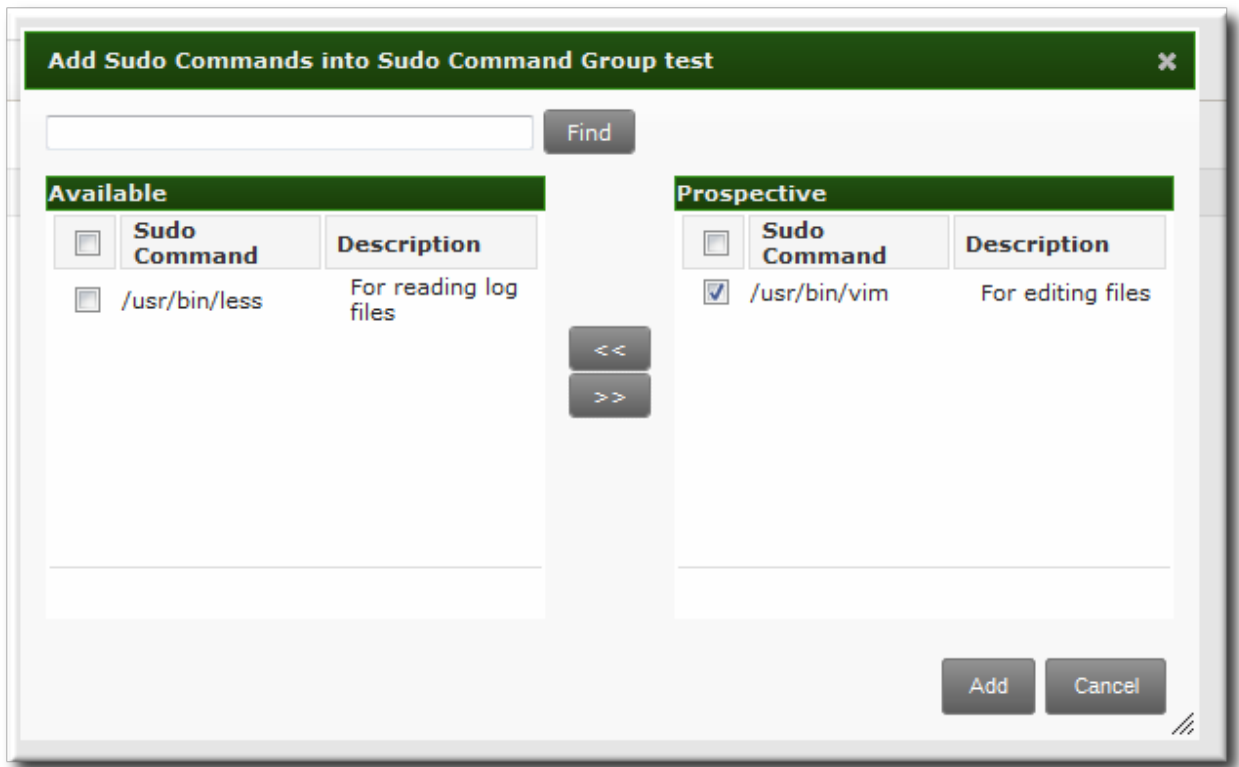 Add Sudo Commands into Sudo Command Group test
Find
Available
Sudo
Command
Description
/usr/bin/less
For reading log
files
<<
>>
Prospective
Sudo
Command
Description
/usr/bin/vim
For editing files
Add
Cancel